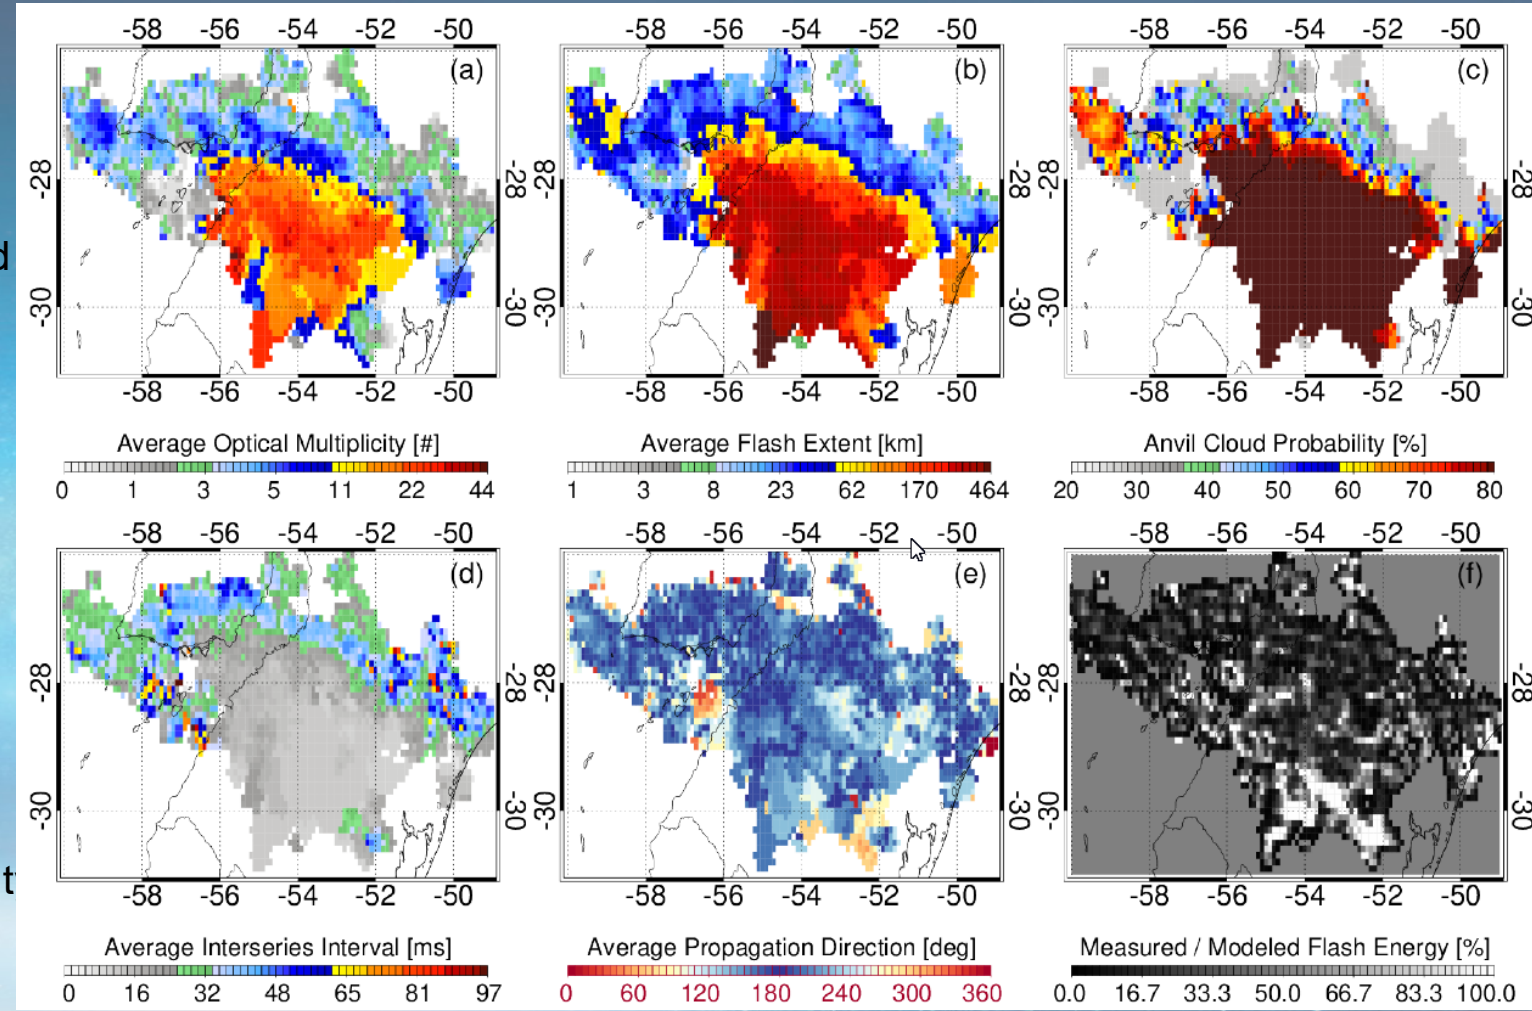 -58 -56 -54 -52 -50
-58 -56 -54 -52 -50
-58 -56 -54 -52 -50
(a)
(b)
(c)
d
-28
-28
-28
-28
-30
-30
-30
-30
-58 -56 -54 -52 -50
-58 -56 -54 -52 -50
-58 -56 -54 -52 -50
Average Optical Multiplicity [#]
0 1 3 5 11 22 44
Average Flash Extent [km]
1 3 8 23 62 170 464
Anvil Cloud Probability [%]
20 30 40 50 60 70 80
-58 -56 -54 -52 -50
-58 -56 -54 -52 -50
-58 -56 -54 -52 -50
(d)
(e)
(f)
-28
-28
-28
-28
-30
-30
-30
-30
t
-58 -56 -54 -52 -50
-58 -56 -54 -52 -50
-58 -56 -54 -52 -50
Average Interseries Interval [ms]
0 16 32 48 65 81 97
Average Propagation Direction [deg]
0 60 120 180 240 300 360
Measured / Modeled Flash Energy [%]
0.0 16.7 33.3 50.0 66.7 83.3 100.0